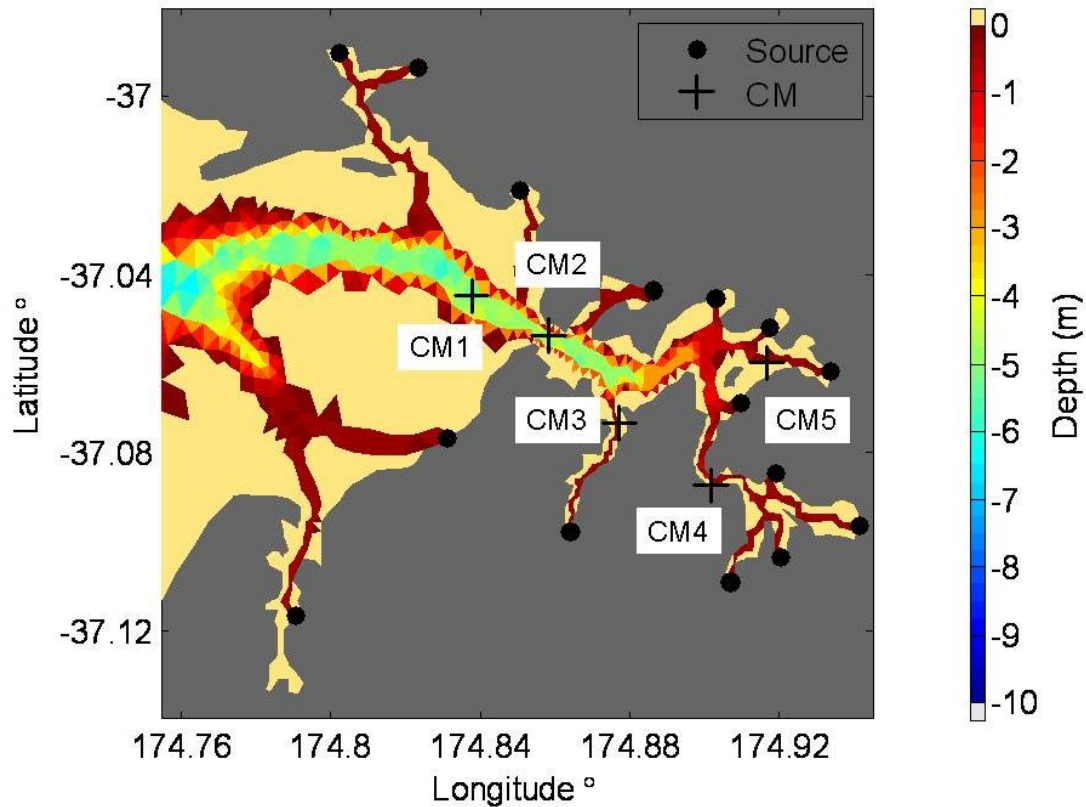 Source
CM
-37
-37.04
-37.08
-37.12
Latitude °
CM2
CM1
CM3
CM5
CM4
174.76
174.8
174.84
174.88
174.92
Longitude °
0
-1
-2
-3
-4
-5
-6
-7
-8
-9
-10
Depth (m)